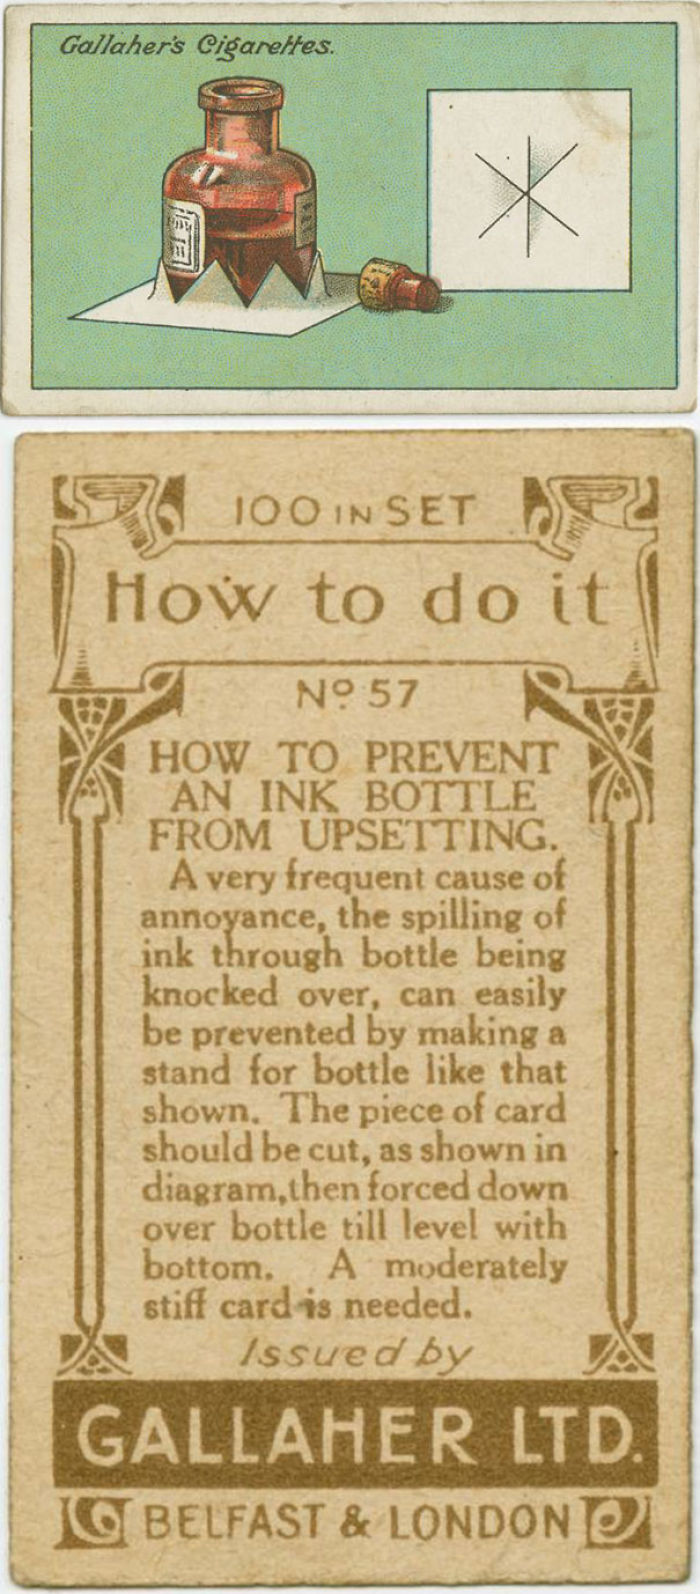 Gallaher's Cigarettes.
100 IN SET
How to do it
Nº 57
HOW TO PREVENT
AN INK BOTTLE
FROM UPSETTING.
A very frequent cause of
annoyance, the spilling of
ink through bottle being
knocked over, can easily
be prevented by making a
stand for bottle like that
shown. The piece of card
should be cut, as shown in
diagram, then forced down
over bottle till level with
bottom. A moderately
stiff card is needed.
Issued by
GALLAHER LTD.
BELFAST & LONDON